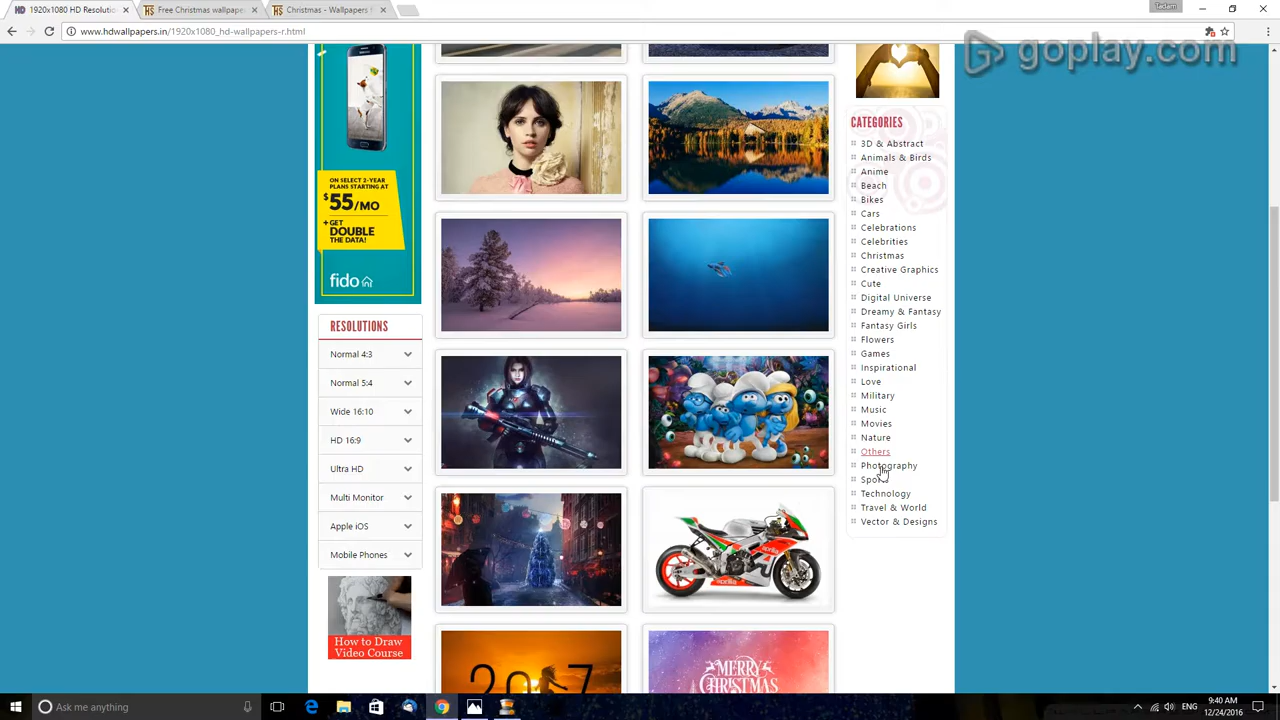 1920x1080 HD Resolutio
Free Christmas wallpape
Christmas - Wallpapers F
Tadam
www.hdwallpapers.in/1920x1080_hd-wallpapers-r.html
goplay.com
ON SELECT 2-YEAR
PLANS STARTING AT
$55/MO
+GET
DOUBLE
THE DATA!
fido
RESOLUTIONS
Normal 4:3
Normal 5:4
Wide 16:10
HD 16:9
Ultra HD
Multi Monitor
Apple iOS
Mobile Phones
How to Draw
Video Course
aprilia
2017
MERRY
CHRISTMAS
CATEGORIES
3D & Abstract
Animals & Birds
Anime
Beach
Bikes
Cars
Celebrations
Celebrities
Christmas
Creative Graphics
Cute
Digital Universe
Dreamy & Fantasy
Fantasy Girls
Flowers
Games
Inspirational
Love
Military
Music
Movies
Nature
Others
Photography
Sports
Technology
Travel & World
Vector & Designs
Ask me anything
9:40 AM
12/24/2016